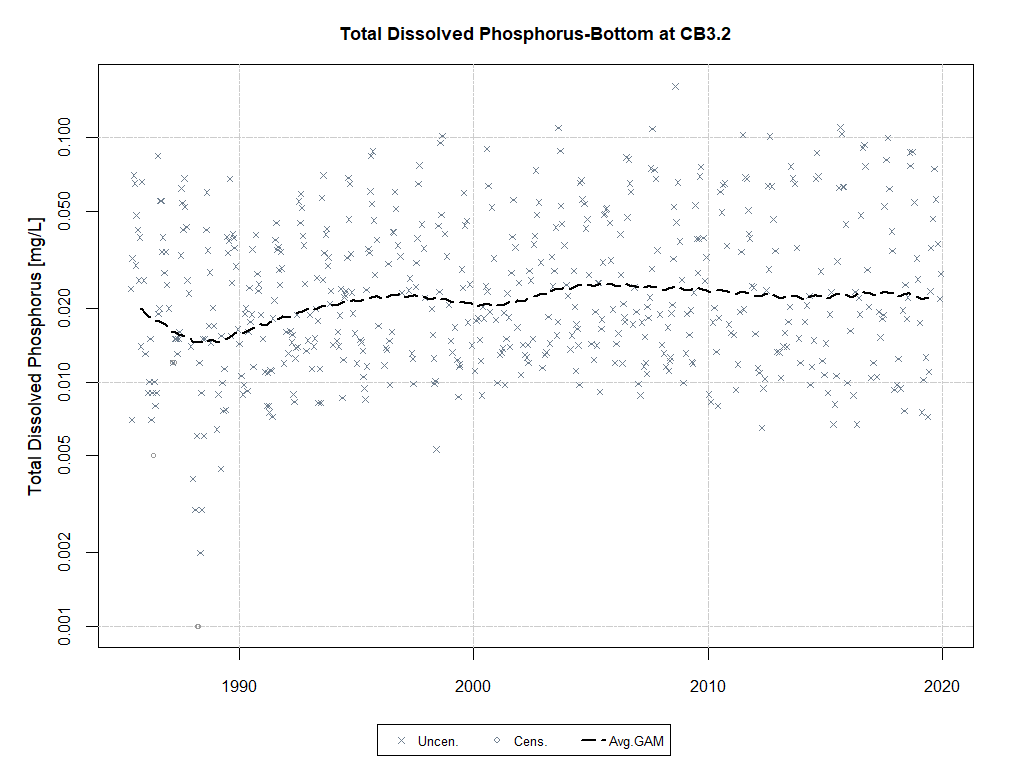 Total Dissolved Phosphorus-Bottom at CB3.2
Total Dissolved Phosphorus [mg/L]
0.100
0.050
0.020
0.010
0.005
0.002
0.001
1990 2000 2010 2020
Uncen. Cens. Avg.GAM